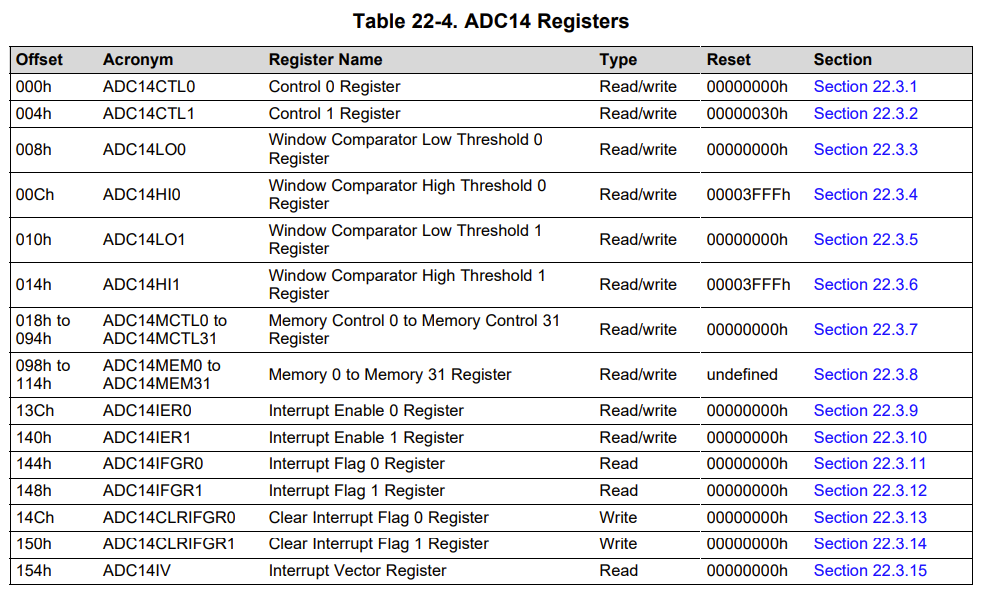 Table 22-4. ADC14 Registers
Offset Acronym Register Name Type Reset Section
000h ADC14CTL0 Control 0 Register Read/write 00000000h Section 22.3.1
004h ADC14CTL1 Control 1 Register Read/write 00000030h Section 22.3.2
008h ADC14LO0 Window Comparator Low Threshold 0 Register Read/write 00000000h Section 22.3.3
00Ch ADC14HI0 Window Comparator High Threshold 0 Register Read/write 00003FFFh Section 22.3.4
010h ADC14LO1 Window Comparator Low Threshold 1 Register Read/write 00000000h Section 22.3.5
014h ADC14HI1 Window Comparator High Threshold 1 Register Read/write 00003FFFh Section 22.3.6
018h to 094h ADC14MCTL0 to ADC14MCTL31 Memory Control 0 to Memory Control 31 Register Read/write 00000000h Section 22.3.7
098h to 114h ADC14MEM0 to ADC14MEM31 Memory 0 to Memory 31 Register Read/write undefined Section 22.3.8
13Ch ADC14IER0 Interrupt Enable 0 Register Read/write 00000000h Section 22.3.9
140h ADC14IER1 Interrupt Enable 1 Register Read/write 00000000h Section 22.3.10
144h ADC14IFGR0 Interrupt Flag 0 Register Read 00000000h Section 22.3.11
148h ADC14IFGR1 Interrupt Flag 1 Register Read 00000000h Section 22.3.12
14Ch ADC14CLRIFGR0 Clear Interrupt Flag 0 Register Write 00000000h Section 22.3.13
150h ADC14CLRIFGR1 Clear Interrupt Flag 1 Register Write 00000000h Section 22.3.14
154h ADC14IV Interrupt Vector Register Read 00000000h Section 22.3.15